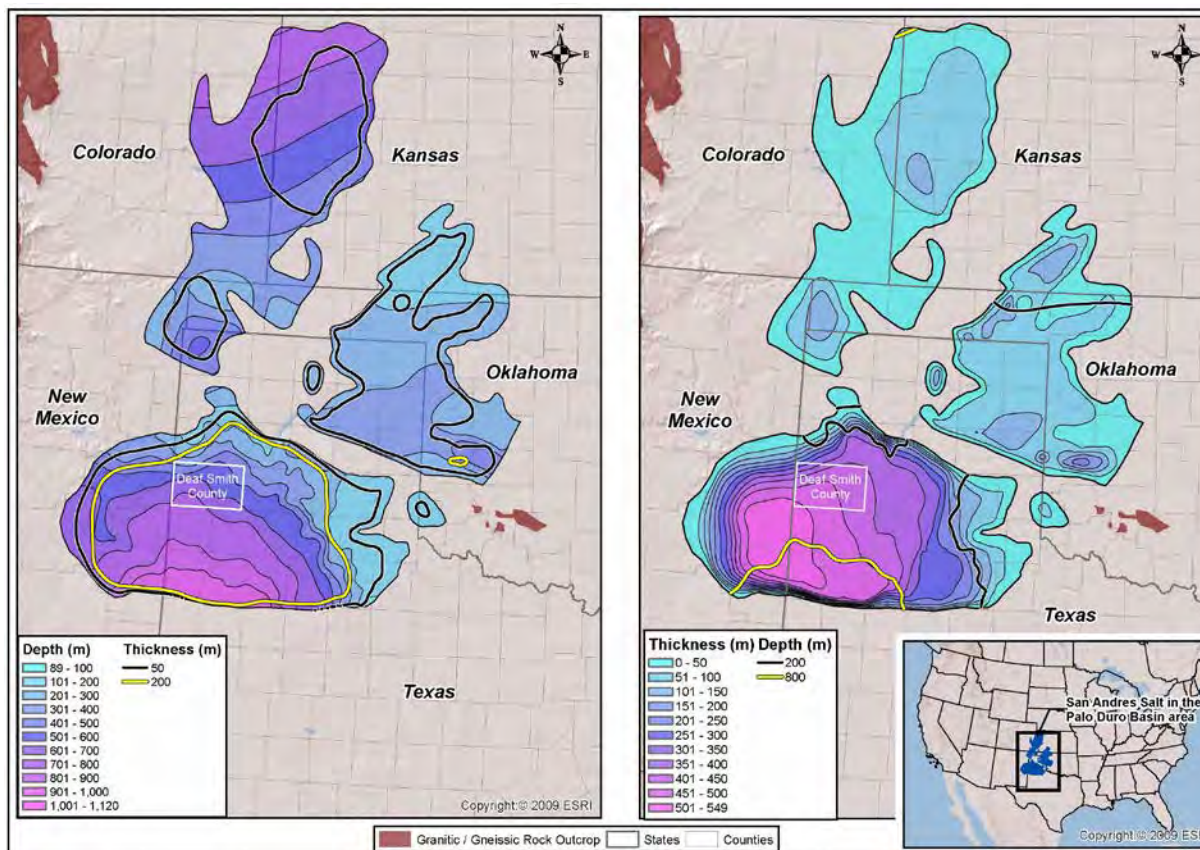 N
W E
S
Colorado
Kansas
New
Mexico
Oklahoma
Deaf Smith
County
Texas
Depth (m)
89 - 100
101 - 200
201 - 300
301 - 400
401 - 500
501 - 600
601 - 700
701 - 800
801 - 900
901 - 1,000
1,001 - 1,120
Thickness (m)
50
200
Copyright:© 2009 ESRI
N
W E
S
Colorado
Kansas
New
Mexico
Oklahoma
Deaf Smith
County
Texas
Thickness (m)
0 - 50
51 - 100
101 - 150
151 - 200
201 - 250
251 - 300
301 - 350
351 - 400
401 - 450
451 - 500
501 - 549
Depth (m)
200
800
San Andres Salt in the
Palo Duro Basin area
Copyright:© 2009 ESRI
Granitic / Gneissic Rock Outcrop
States
Counties